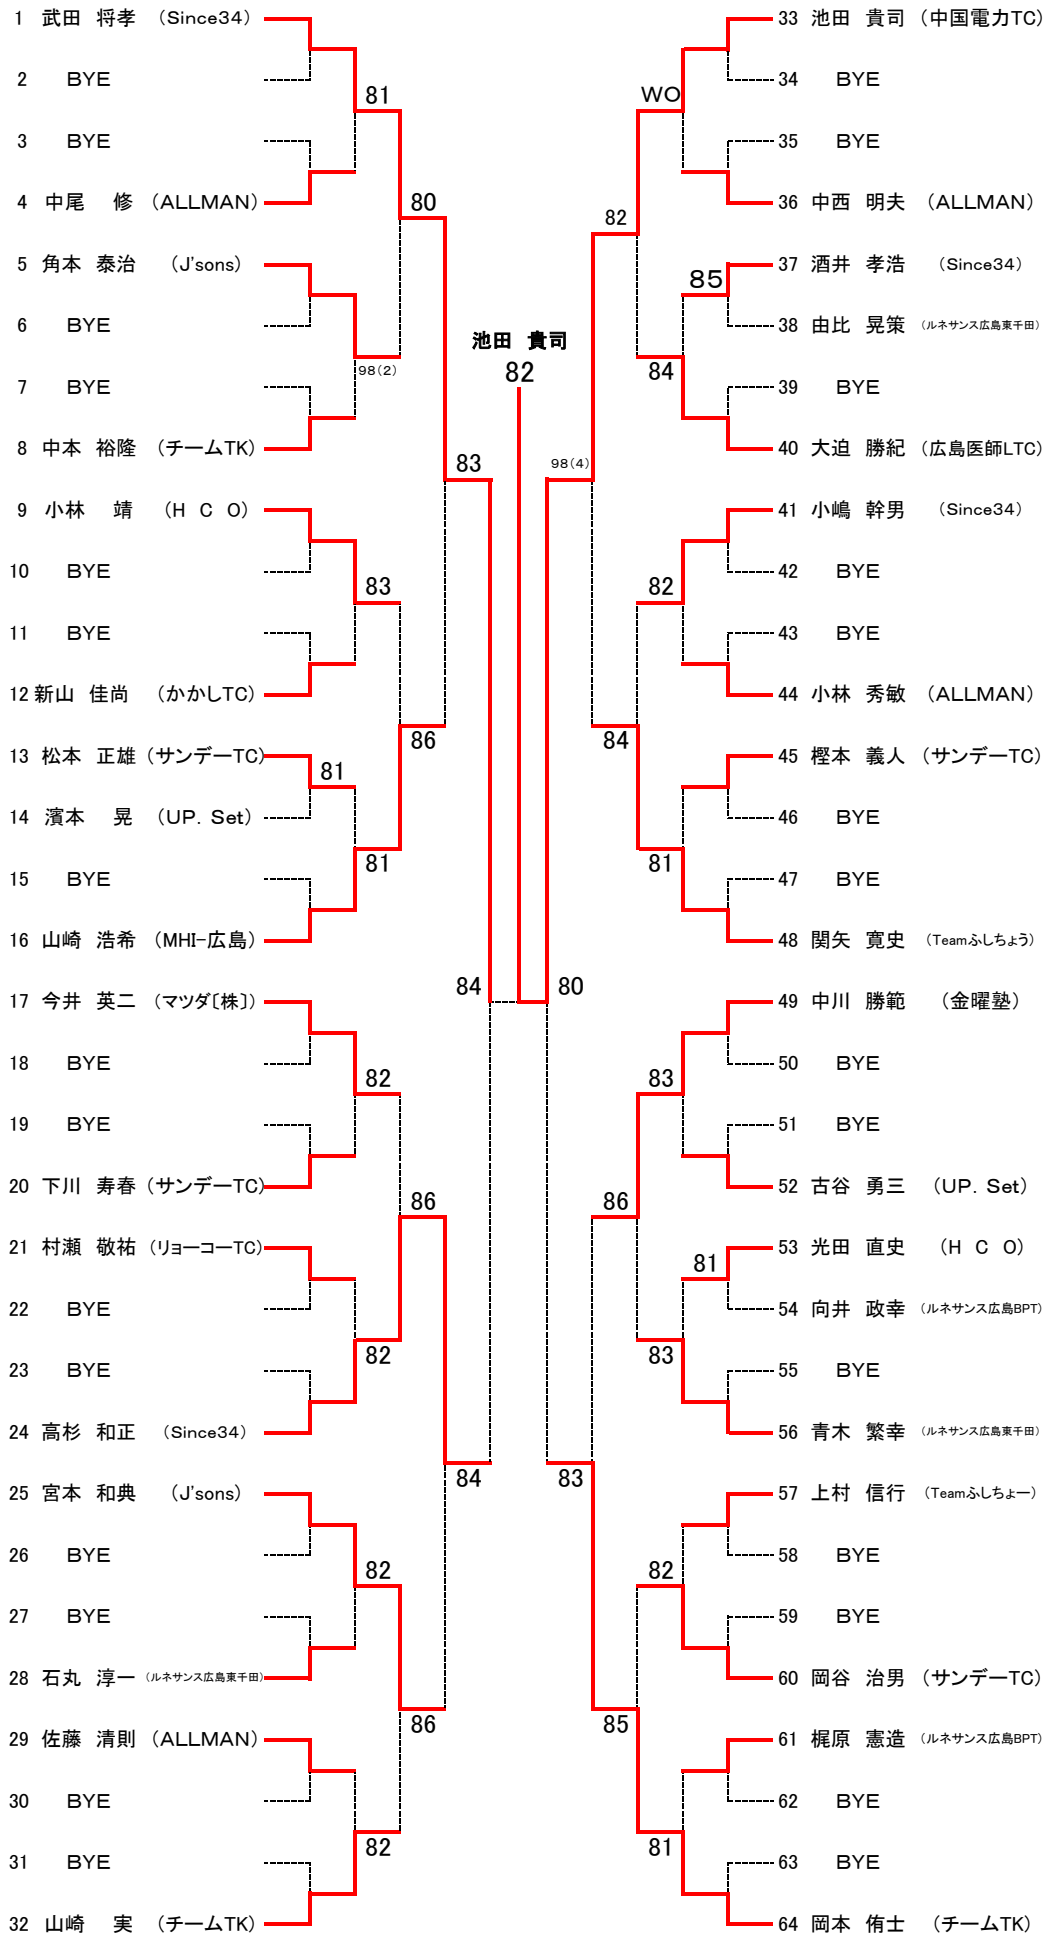 1 武田 将孝 (Since34)
2 BYE
81
3 BYE
4 中尾 修 (ALLMAN)
80
5 角本 泰治 (J'sons)
6 BYE
98(2)
7 BYE
8 中本 裕隆 (チームTK)
83
9 小林 靖 (H C O)
10 BYE
83
11 BYE
12 新山 佳尚 (かかしTC)
86
13 松本 正雄 (サンデーTC)
81
14 濱本 晃 (UP. Set)
81
15 BYE
16 山崎 浩希 (MHI-広島)
84
17 今井 英二 (マツダ〔株〕)
18 BYE
82
19 BYE
20 下川 寿春 (サンデーTC)
86
21 村瀬 敬祐 (リョーコーTC)
22 BYE
82
23 BYE
24 高杉 和正 (Since34)
84
25 宮本 和典 (J'sons)
26 BYE
82
27 BYE
28 石丸 淳一 (ルネサンス広島東千田)
86
29 佐藤 清則 (ALLMAN)
30 BYE
82
31 BYE
32 山崎 実 (チームTK)
池田 貴司
82
33 池田 貴司 (中国電力TC)
34 BYE
WO
35 BYE
36 中西 明夫 (ALLMAN)
82
37 酒井 孝浩 (Since34)
85
38 由比 晃策 (ルネサンス広島東千田)
84
39 BYE
40 大迫 勝紀 (広島医師LTC)
98(4)
41 小嶋 幹男 (Since34)
42 BYE
82
43 BYE
44 小林 秀敏 (ALLMAN)
84
45 樫本 義人 (サンデーTC)
46 BYE
81
47 BYE
48 関矢 寛史 (Teamふしちょう)
80
49 中川 勝範 (金曜塾)
50 BYE
83
51 BYE
52 古谷 勇三 (UP. Set)
86
53 光田 直史 (H C O)
81
54 向井 政幸 (ルネサンス広島BPT)
83
55 BYE
56 青木 繁幸 (ルネサンス広島東千田)
83
57 上村 信行 (Teamふしちょー)
58 BYE
82
59 BYE
60 岡谷 治男 (サンデーTC)
85
61 梶原 憲造 (ルネサンス広島BPT)
62 BYE
81
63 BYE
64 岡本 侑士 (チームTK)